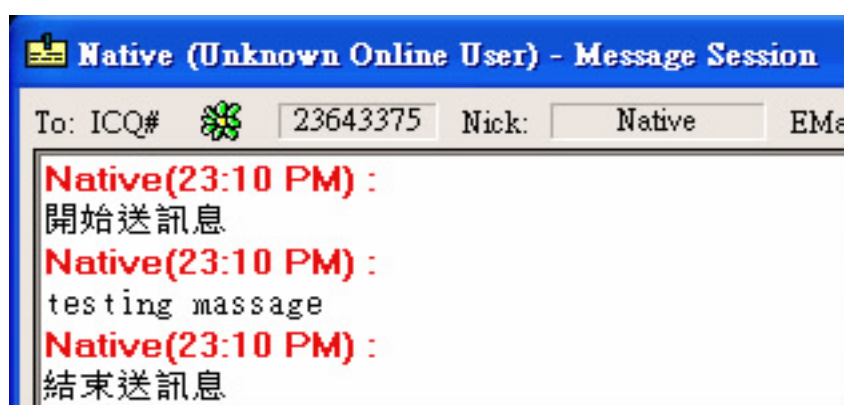 Native (Unknown Online User) - Message Session
To: ICQ# 23643375 Nick: Native EMa
Native(23:10 PM) :
開始送訊息
Native(23:10 PM) :
testing massage
Native(23:10 PM) :
結束送訊息